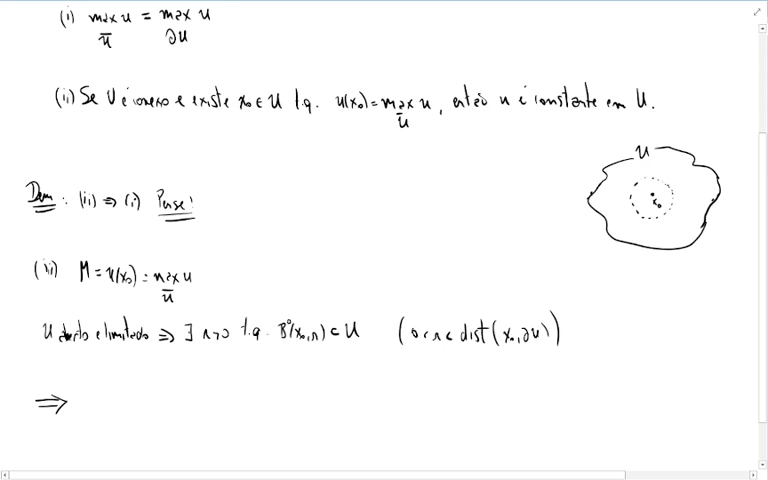 (i) max u = max u
Ū ∂U
(ii) Se U é conexo e existe x₀ ∈ U t.q. u(x₀) = max u, então u é constante em U.
Ū
U
x₀
Dem: (ii) ⇒ (i) Pense!
(ii) M = u(x₀) = max u
Ū
U aberto e limitado ⇒ ∃ r > 0 t.q. B⁰(x₀, r) ⊂ U (0 < r < dist(x₀, ∂U))
⇒